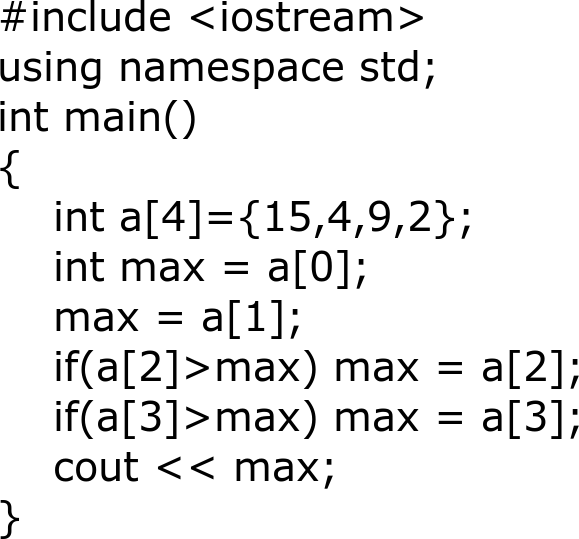 #include <iostream>
using namespace std;
int main()
{
    int a[4]={15,4,9,2};
    int max = a[0];
    max = a[1];
    if(a[2]>max) max = a[2];
    if(a[3]>max) max = a[3];
    cout << max;
}